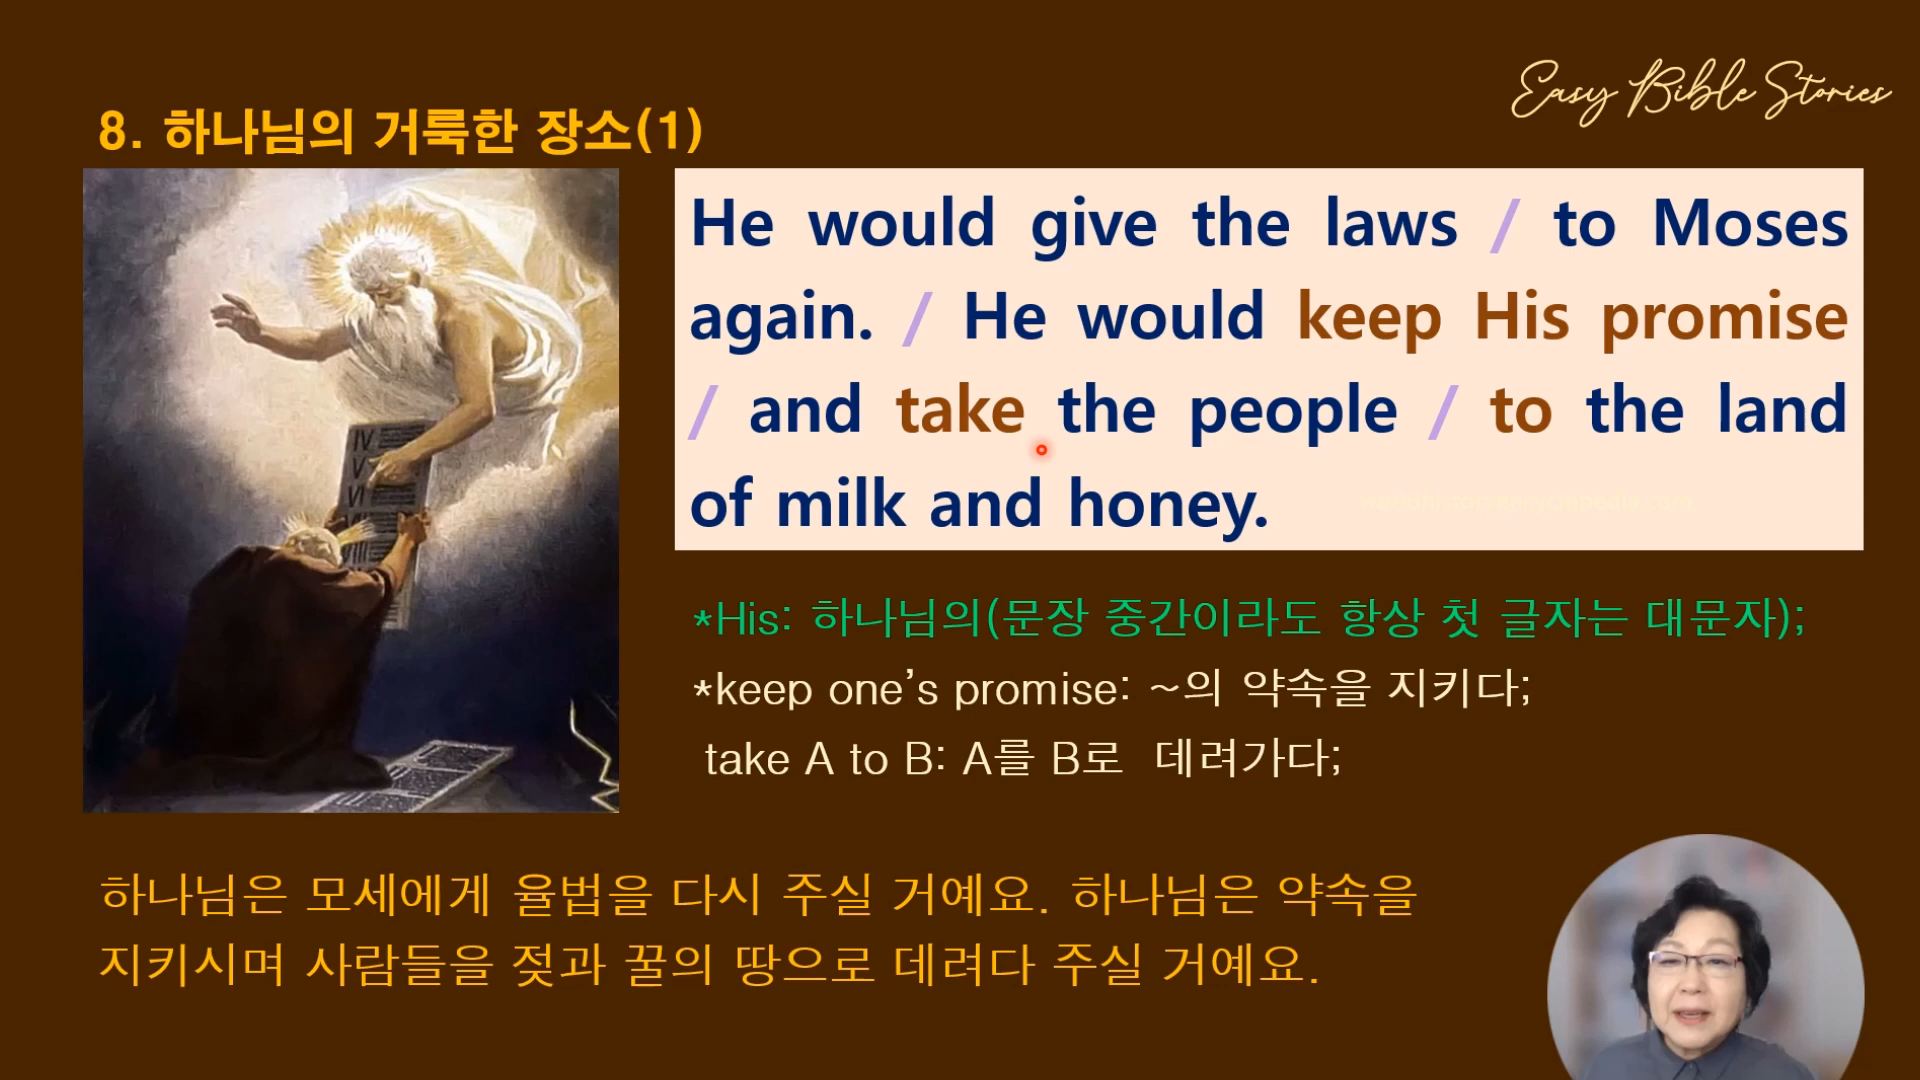 Easy Bible Stories
8. 하나님의 거룩한 장소(1)
He would give the laws / to Moses
again. / He would keep His promise
/ and take the people / to the land
of milk and honey.
IV
V
VI
*His: 하나님의(문장 중간이라도 항상 첫 글자는 대문자);
*keep one’s promise: ~의 약속을 지키다;
take A to B: A를 B로 데려가다;
하나님은 모세에게 율법을 다시 주실 거예요. 하나님은 약속을
지키시며 사람들을 젖과 꿀의 땅으로 데려다 주실 거예요.